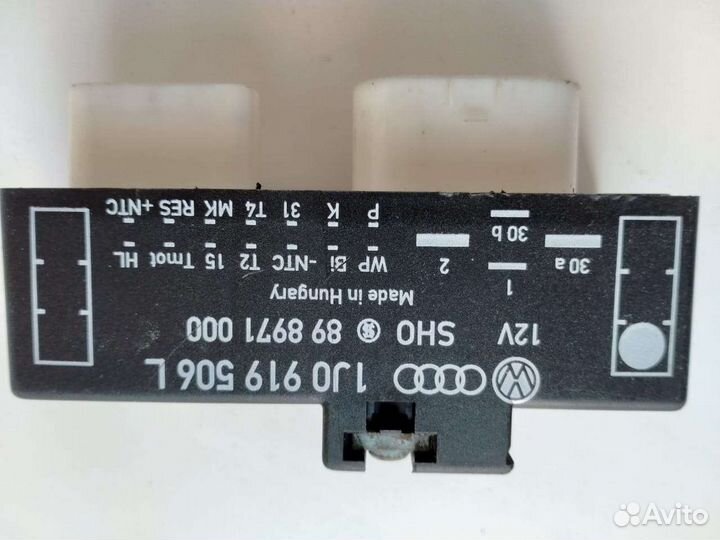 1J0 919 506 L
12V SHO 89 8971 000
Made in Hungary
1
30 a 2 WP Bi -NTC T2 15 Tmot HL
30 b
P K 31 T4 MK RES +NTC
Avito